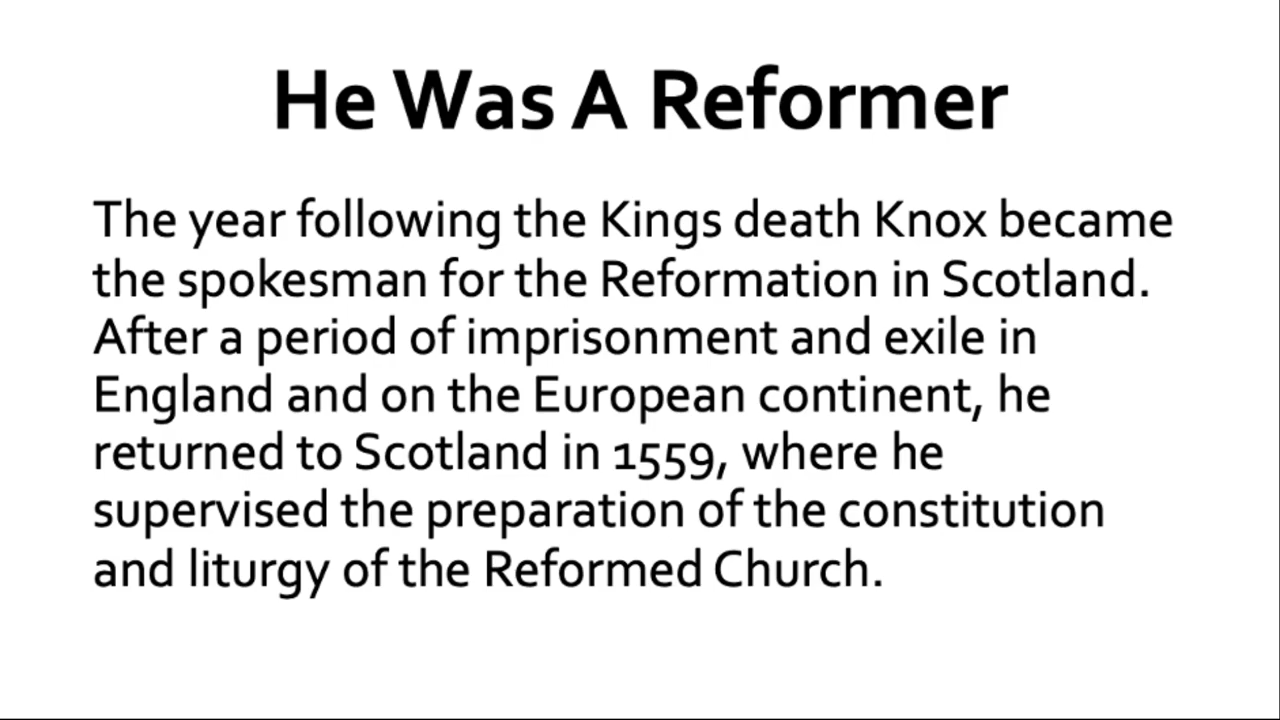 He Was A Reformer
The year following the Kings death Knox became
the spokesman for the Reformation in Scotland.
After a period of imprisonment and exile in
England and on the European continent, he
returned to Scotland in 1559, where he
supervised the preparation of the constitution
and liturgy of the Reformed Church.